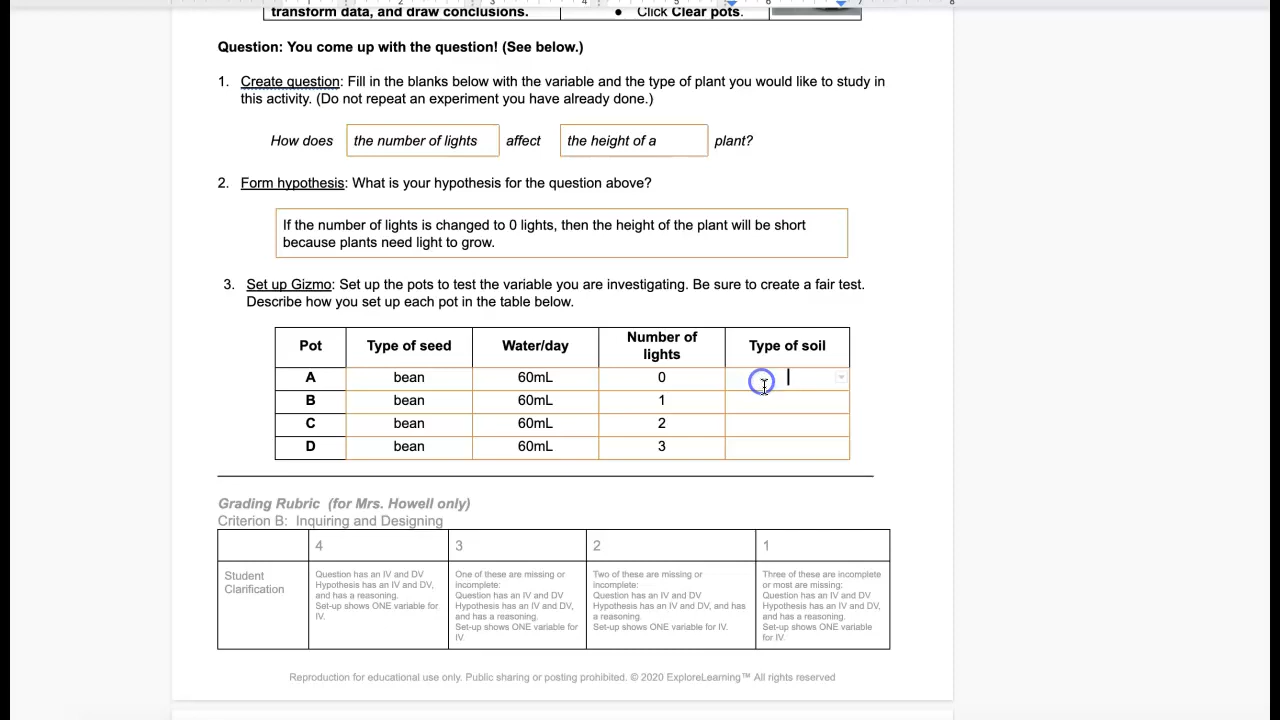 transform data, and draw conclusions.
● Click Clear pots.
Question: You come up with the question! (See below.)
1. Create question: Fill in the blanks below with the variable and the type of plant you would like to study in
this activity. (Do not repeat an experiment you have already done.)
How does the number of lights affect the height of a plant?
2. Form hypothesis: What is your hypothesis for the question above?
If the number of lights is changed to 0 lights, then the height of the plant will be short
because plants need light to grow.
3. Set up Gizmo: Set up the pots to test the variable you are investigating. Be sure to create a fair test.
Describe how you set up each pot in the table below.
Pot Type of seed Water/day Number of lights Type of soil
A bean 60mL 0
B bean 60mL 1
C bean 60mL 2
D bean 60mL 3
Grading Rubric (for Mrs. Howell only)
Criterion B: Inquiring and Designing
4 3 2 1
Student
Clarification
Question has an IV and DV
Hypothesis has an IV and DV,
and has a reasoning.
Set-up shows ONE variable for
IV.
One of these are missing or
incomplete:
Question has an IV and DV
Hypothesis has an IV and DV,
and has a reasoning.
Set-up shows ONE variable for
IV
Two of these are missing or
incomplete:
Question has an IV and DV
Hypothesis has an IV and DV, and has
a reasoning.
Set-up shows ONE variable for IV.
Three of these are incomplete
or most are missing:
Question has an IV and DV
Hypothesis has an IV and DV,
and has a reasoning.
Set-up shows ONE variable
for IV.
Reproduction for educational use only. Public sharing or posting prohibited. © 2020 ExploreLearning™ All rights reserved